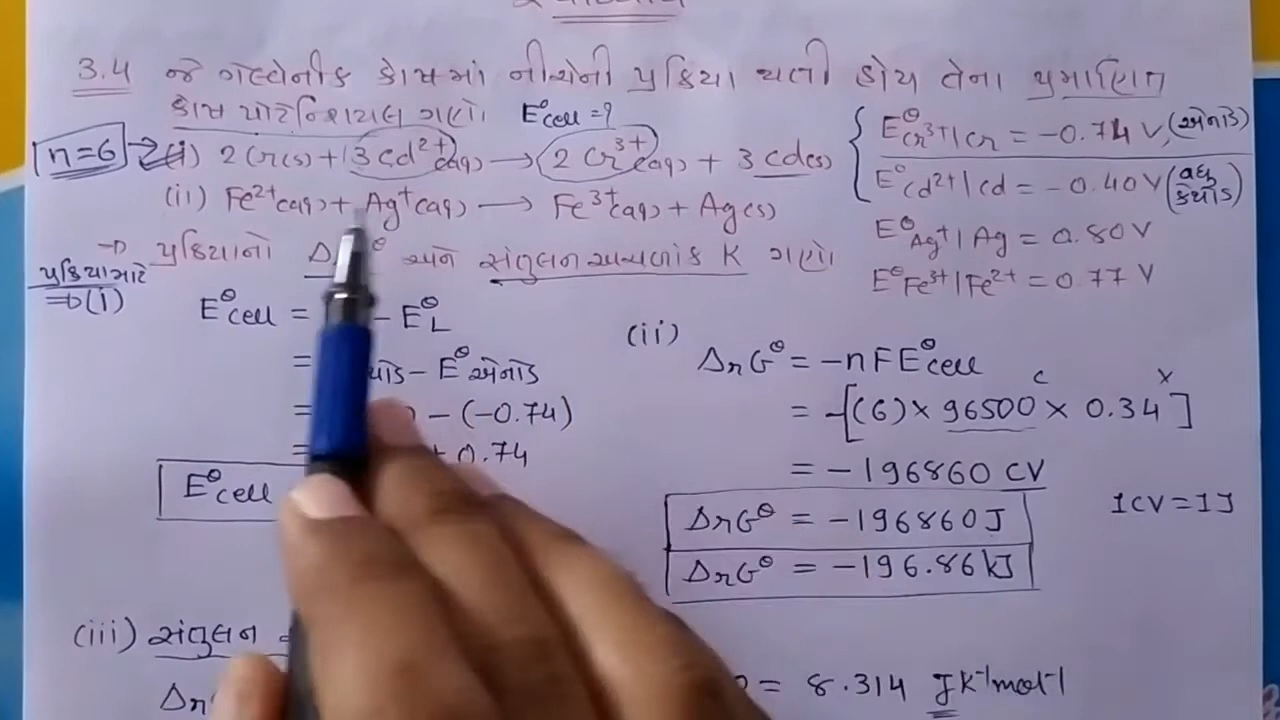 3.4 જે ગેલ્વેનીક કોષમાં નીચેની પ્રક્રિયા થતી હોય તેના પ્રમાણિત
કોષ પોટેન્શિયલ ગણો. E°cell = ?
n=6 → (i) 2Cr(s) + 3Cd²⁺(aq) → 2Cr³⁺(aq) + 3Cd(s)
(ii) Fe²⁺(aq) + Ag⁺(aq) → Fe³⁺(aq) + Ag(s)
E°Cr³⁺|Cr = -0.74 V, (એનોડ)
E°Cd²⁺|Cd = -0.40 V
કેથોડ)
E°Ag⁺|Ag = 0.80 V
E°Fe³⁺|Fe²⁺ = 0.77 V
→ પ્રક્રિયાનો Δ અને સંતુલન અચળાંક K ગણો
પ્રક્રિયા માટે
⇒ (i)
E°cell = - E°L
= - E°એનોડ
= - (-0.74)
= + 0.74
E°cell
(ii)
ΔrG° = -nFE°cell
= -[(6) × 96500 × 0.34]
C V
= -196860 CV
ΔrG° = -196860 J
1CV = 1J
ΔrG° = -196.86 kJ
(iii) સંતુલન
Δr
= 8.314 JK⁻¹mol⁻¹